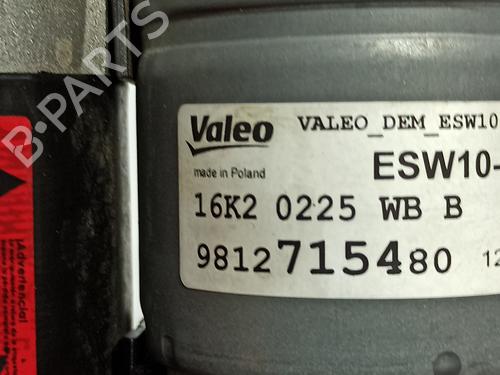 B-PARTS
Valeo
VALEO_DEM_ESW10
made in Poland
ESW10-
16K2 0225 WB B
9812715480
12
¡Advertencia!